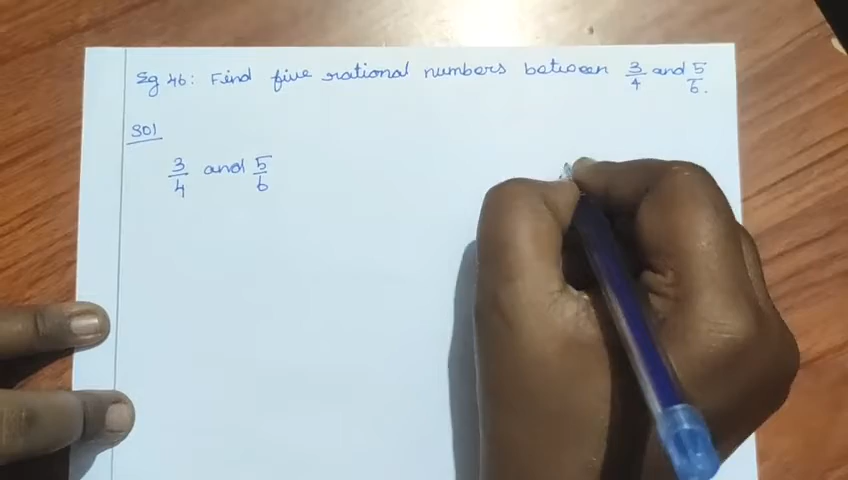 Eg 46: Find five rational numbers between 3/4 and 5/6.
Sol
3/4 and 5/6